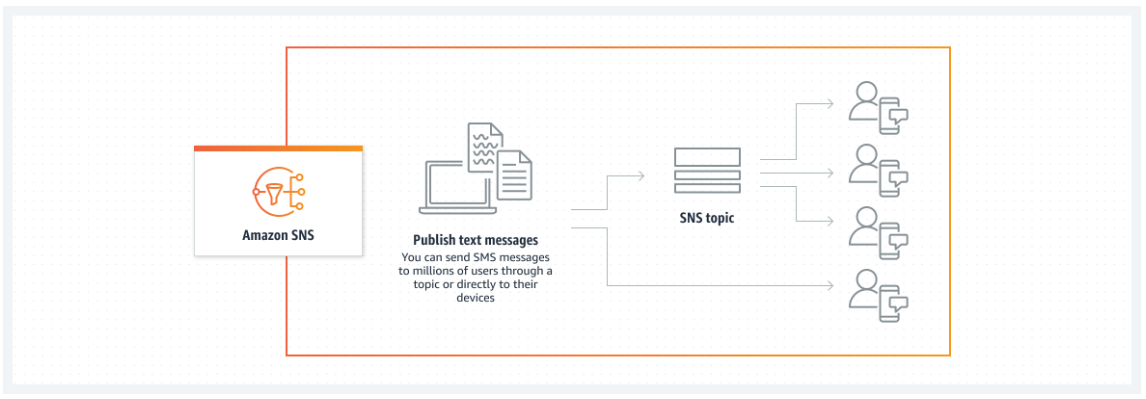 Amazon SNS
Publish text messages
You can send SMS messages
to millions of users through a
topic or directly to their
devices
SNS topic